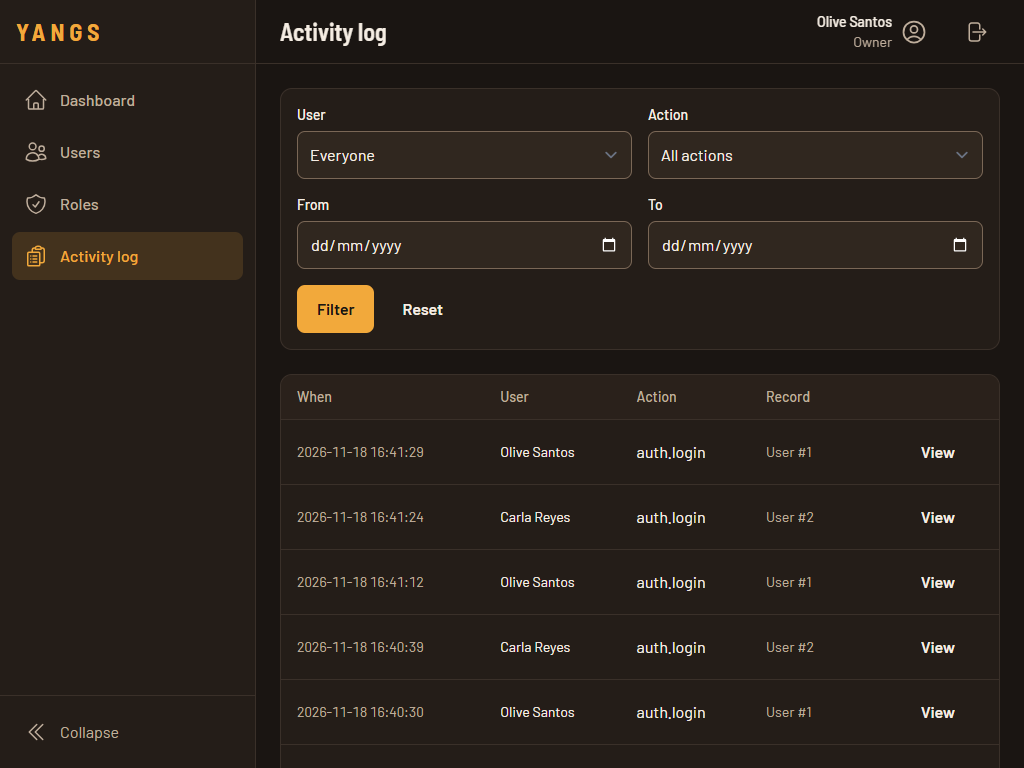 YANGS
Activity log
Olive Santos
Owner
Dashboard
Users
Roles
Activity log
Collapse
User
Action
Everyone
All actions
From
To
dd/mm/yyyy
dd/mm/yyyy
Filter
Reset
When User Action Record
2026-11-18 16:41:29 Olive Santos auth.login User #1 View
2026-11-18 16:41:24 Carla Reyes auth.login User #2 View
2026-11-18 16:41:12 Olive Santos auth.login User #1 View
2026-11-18 16:40:39 Carla Reyes auth.login User #2 View
2026-11-18 16:40:30 Olive Santos auth.login User #1 View